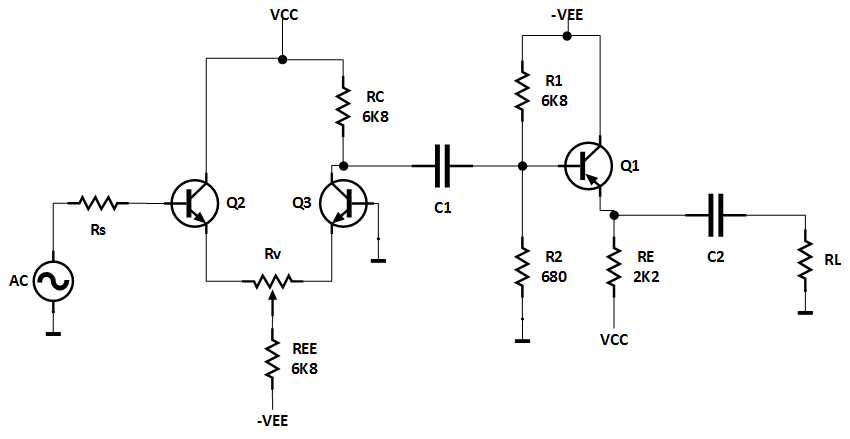 VCC
-VEE
RC
6K8
R1
6K8
Q2
Q3
C1
Q1
Rs
Rv
R2
680
RE
2K2
C2
RL
AC
REE
6K8
VCC
-VEE